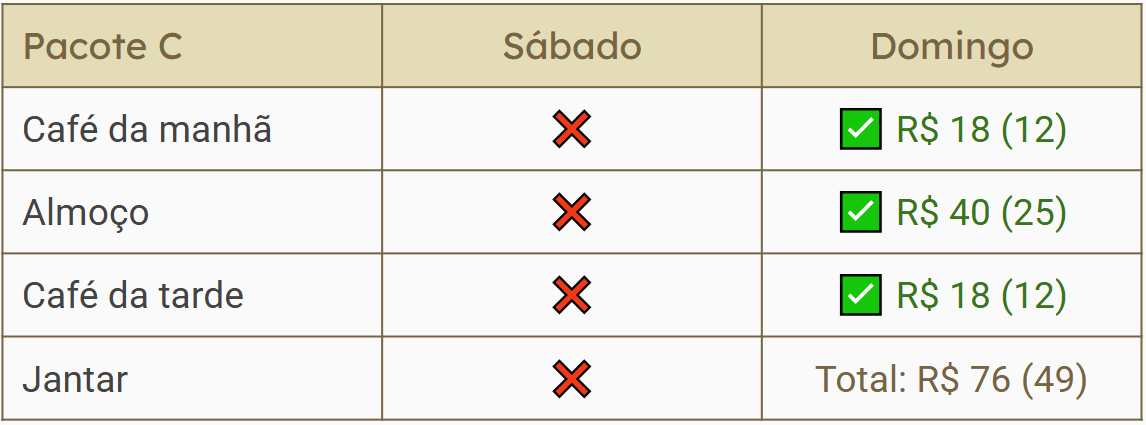 Pacote C Sábado Domingo
Café da manhã ❌ ✅ R$ 18 (12)
Almoço ❌ ✅ R$ 40 (25)
Café da tarde ❌ ✅ R$ 18 (12)
Jantar ❌ Total: R$ 76 (49)